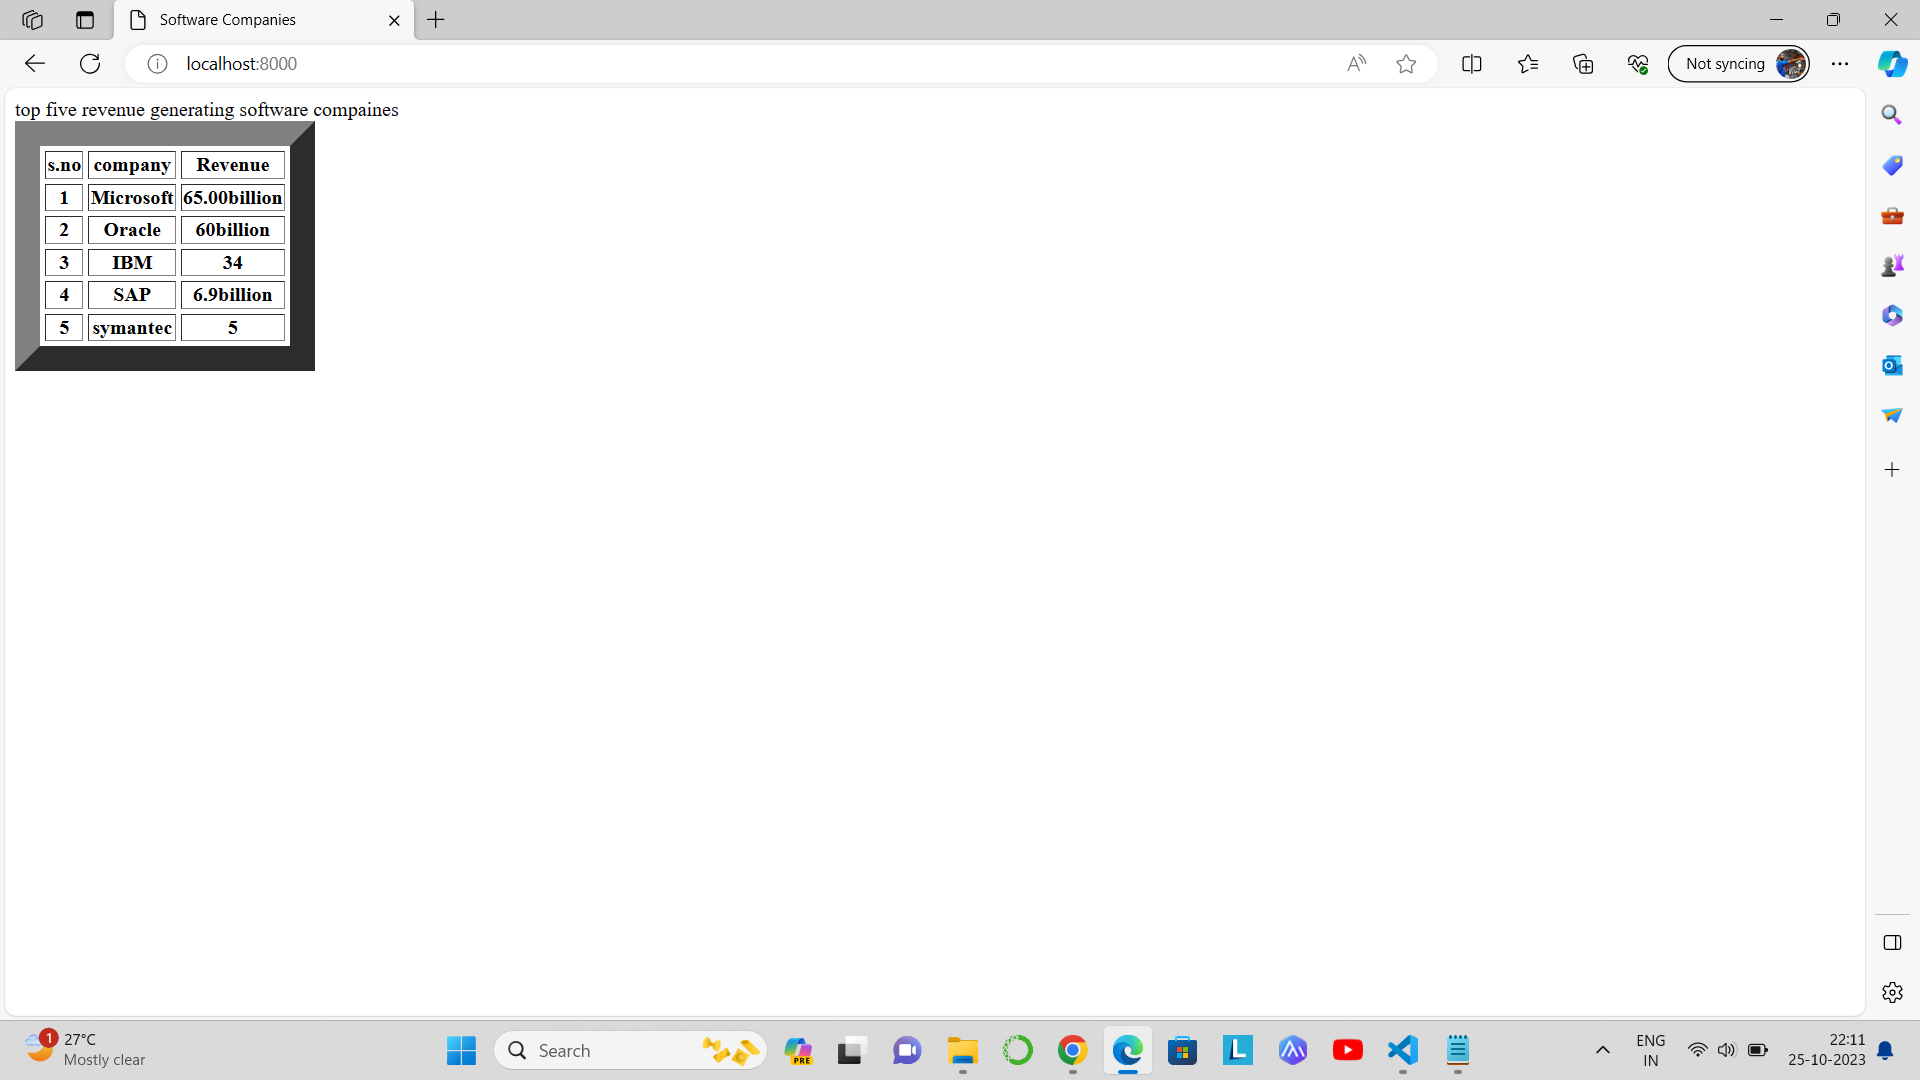 Software Companies
localhost:8000
Not syncing
top five revenue generating software compaines
s.no company Revenue
1 Microsoft 65.00billion
2 Oracle 60billion
3 IBM 34
4 SAP 6.9billion
5 symantec 5
1
27°C
Mostly clear
Search
PRE
L
ENG
IN
22:11
25-10-2023